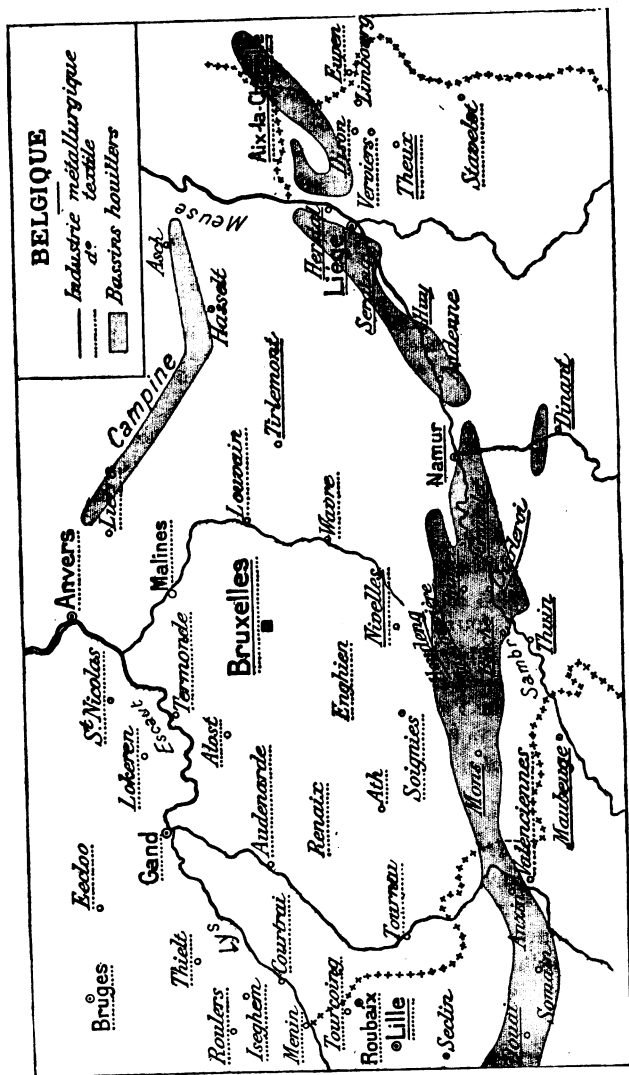 BELGIQUE
Industrie métallurgique
dº textile
Bassins houillers
Anvers
Bruges
Eecloo
St Nicolas
Lokeren
Escaut
Gand
Termonde
Malines
Lierre
Campine
Asch
Meuse
Hasselt
Thielt
Roulers
Iseghem
Lys
Courtrai
Menin
Audenarde
Alost
Bruxelles
Louvain
Tirlemont
Aix-la-Chapelle
Tourcoing
Roubaix
Lille
Seclin
Renaix
Enghien
Wavre
Nivelles
Ath
Soignies
Tournai
Herstal
Liège
Seraing
Huy
Andenne
Dison
Verviers
Eupen
Limbourg
Theux
Stavelot
Namur
Dinant
Charleroi
Thuin
Sambre
Mons
Valenciennes
Maubeuge
Anzin
Somain
Douai